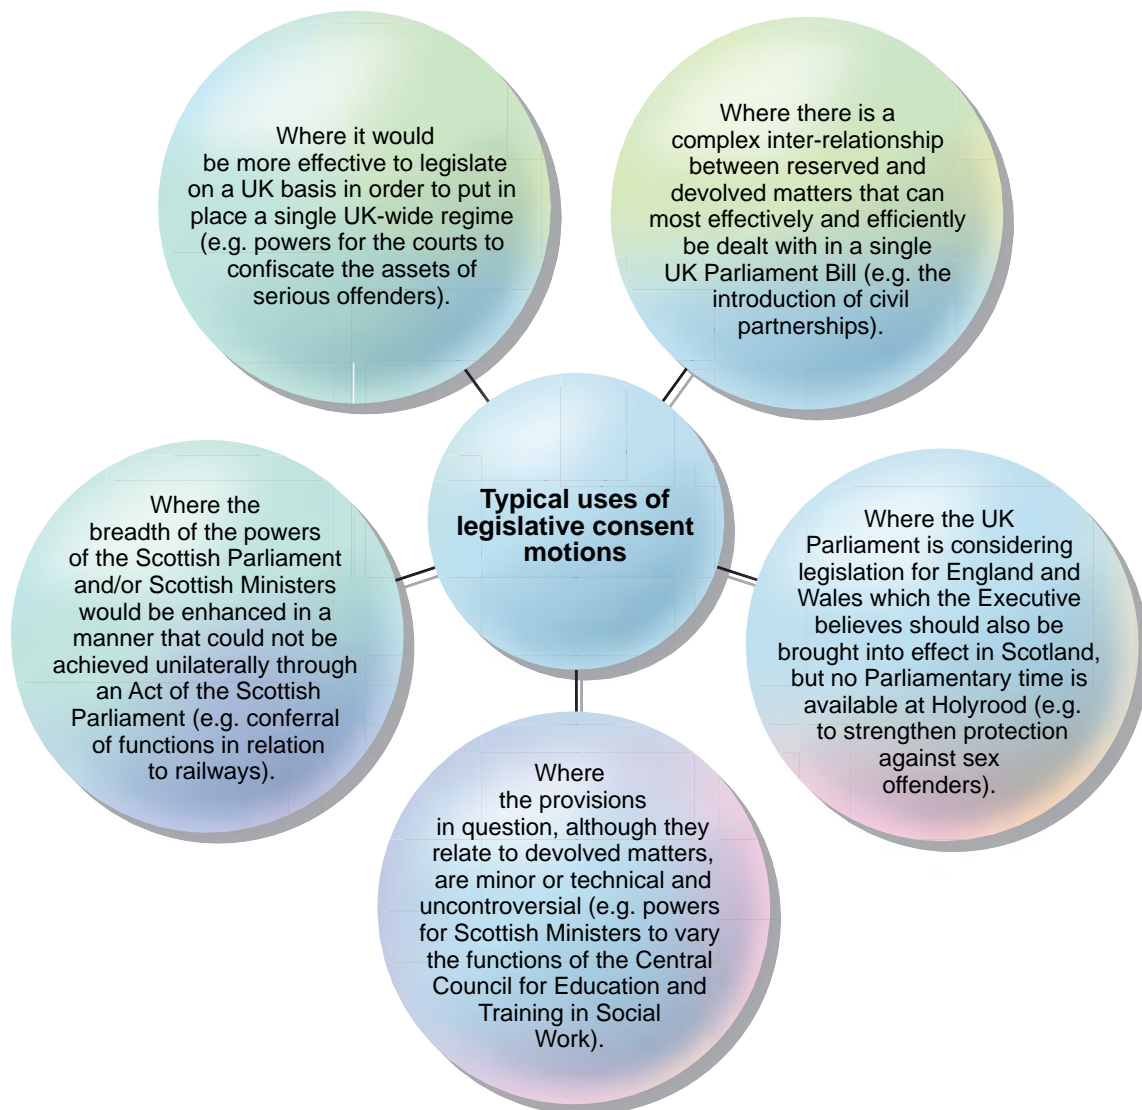 Where it would
be more effective to legislate
on a UK basis in order to put in
place a single UK-wide regime
(e.g. powers for the courts to
confiscate the assets of
serious offenders).
Where there is a
complex inter-relationship
between reserved and
devolved matters that can
most effectively and efficiently
be dealt with in a single
UK Parliament Bill (e.g. the
introduction of civil
partnerships).
Typical uses of
legislative consent
motions
Where the
breadth of the powers
of the Scottish Parliament
and/or Scottish Ministers
would be enhanced in a
manner that could not be
achieved unilaterally through
an Act of the Scottish
Parliament (e.g. conferral
of functions in relation
to railways).
Where the UK
Parliament is considering
legislation for England and
Wales which the Executive
believes should also be
brought into effect in Scotland,
but no Parliamentary time is
available at Holyrood (e.g.
to strengthen protection
against sex
offenders).
Where
the provisions
in question, although they
relate to devolved matters,
are minor or technical and
uncontroversial (e.g. powers
for Scottish Ministers to vary
the functions of the Central
Council for Education and
Training in Social
Work).